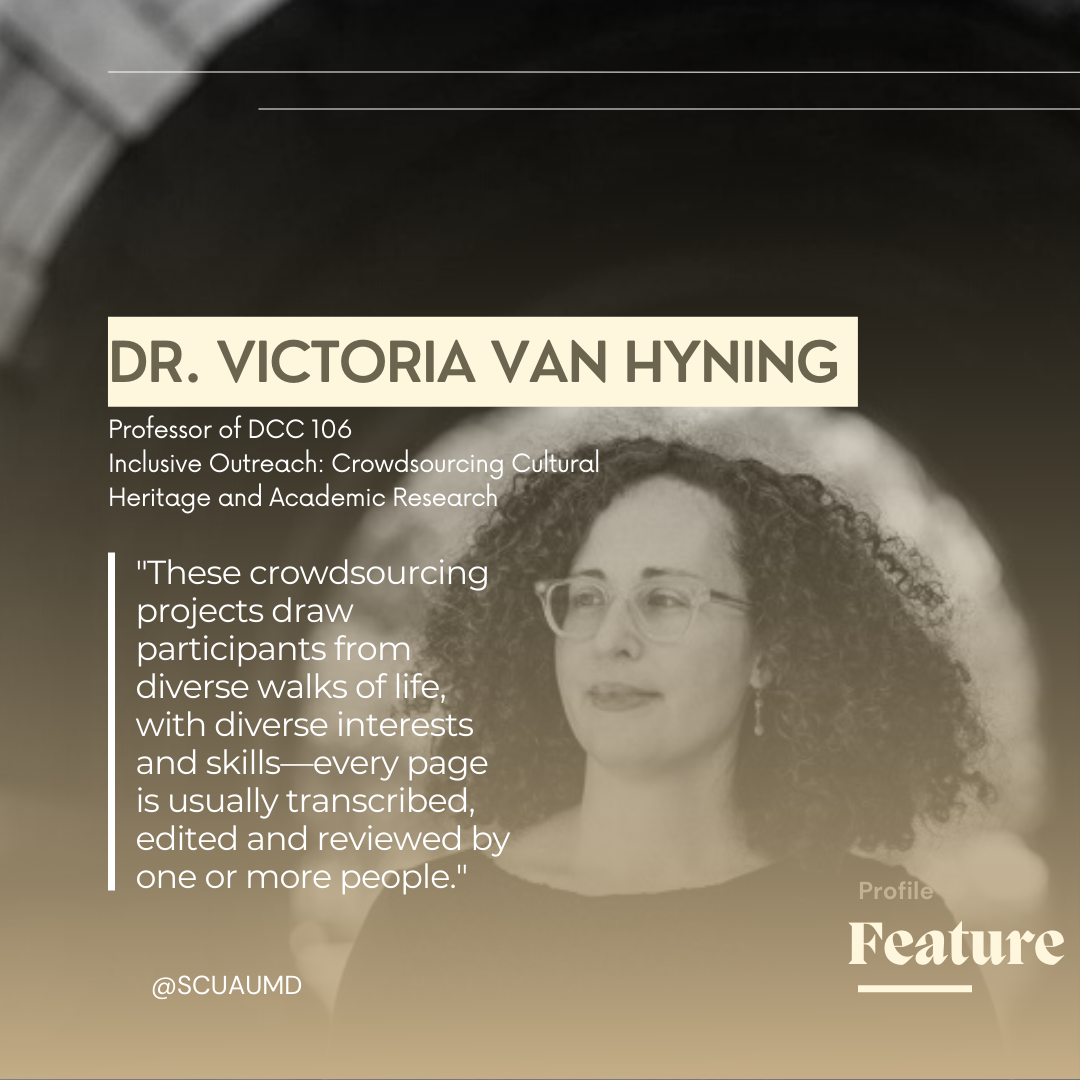 DR. VICTORIA VAN HYNING
Professor of DCC 106
Inclusive Outreach: Crowdsourcing Cultural
Heritage and Academic Research
"These crowdsourcing
projects draw
participants from
diverse walks of life,
with diverse interests
and skills—every page
is usually transcribed,
edited and reviewed by
one or more people."
Profile
Feature
@SCUAUMD